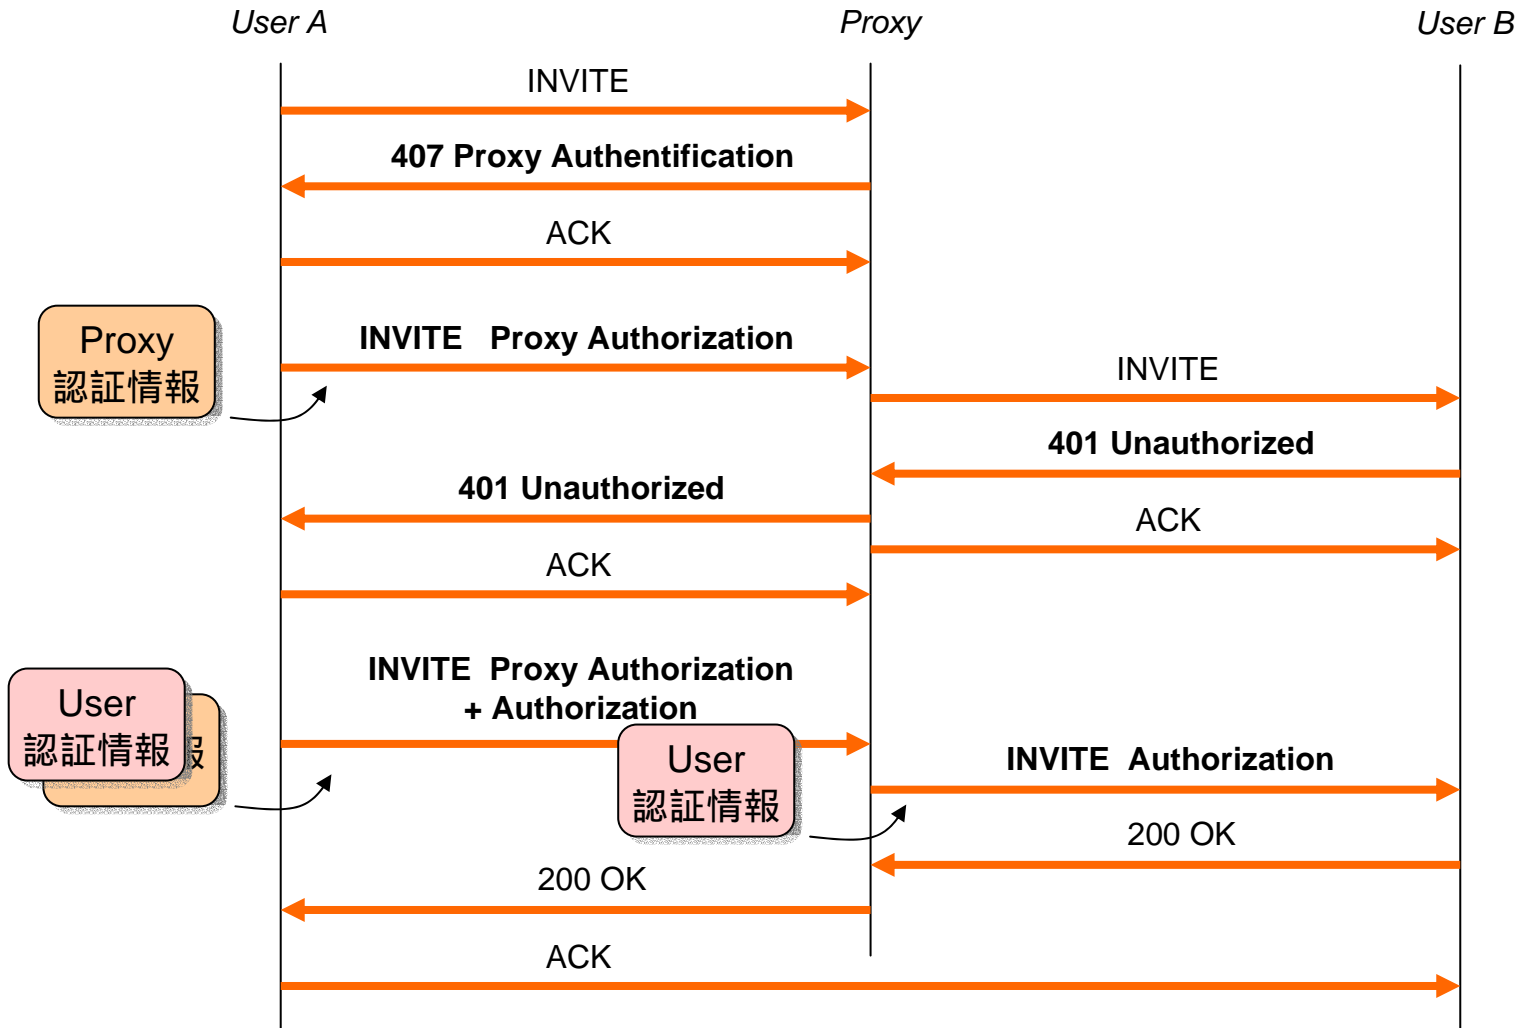 User A
Proxy
User B
INVITE
407 Proxy Authentification
ACK
Proxy
認証情報
INVITE Proxy Authorization
INVITE
401 Unauthorized
401 Unauthorized
ACK
ACK
INVITE Proxy Authorization
+ Authorization
User
認証情報
報
User
認証情報
INVITE Authorization
200 OK
200 OK
ACK